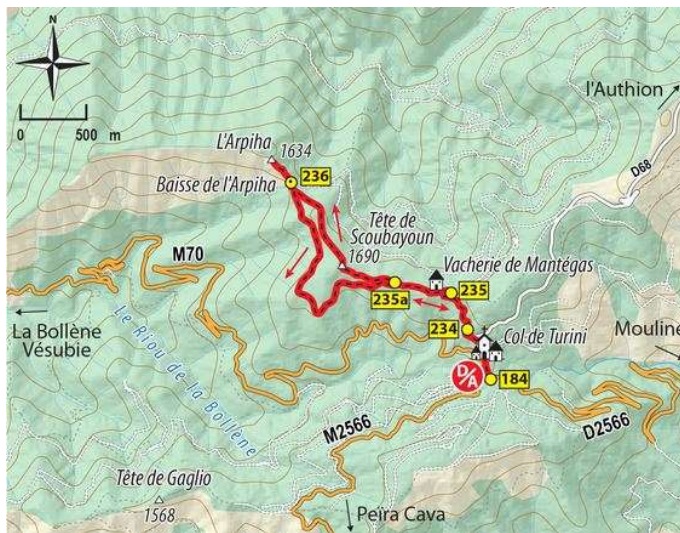 N
0 500 m
l'Authion
D68
L'Arpiha
1634
Baisse de l'Arpiha
236
Tête de
Scoubayoun
1690
M70
Vacherie de Mantégas
235
235a
234
Col de Turini
La Bollène
Vésubie
Mouline
Le Riou de la Bollène
D/A
184
M2566
D2566
Tête de Gaglio
1568
Peïra Cava